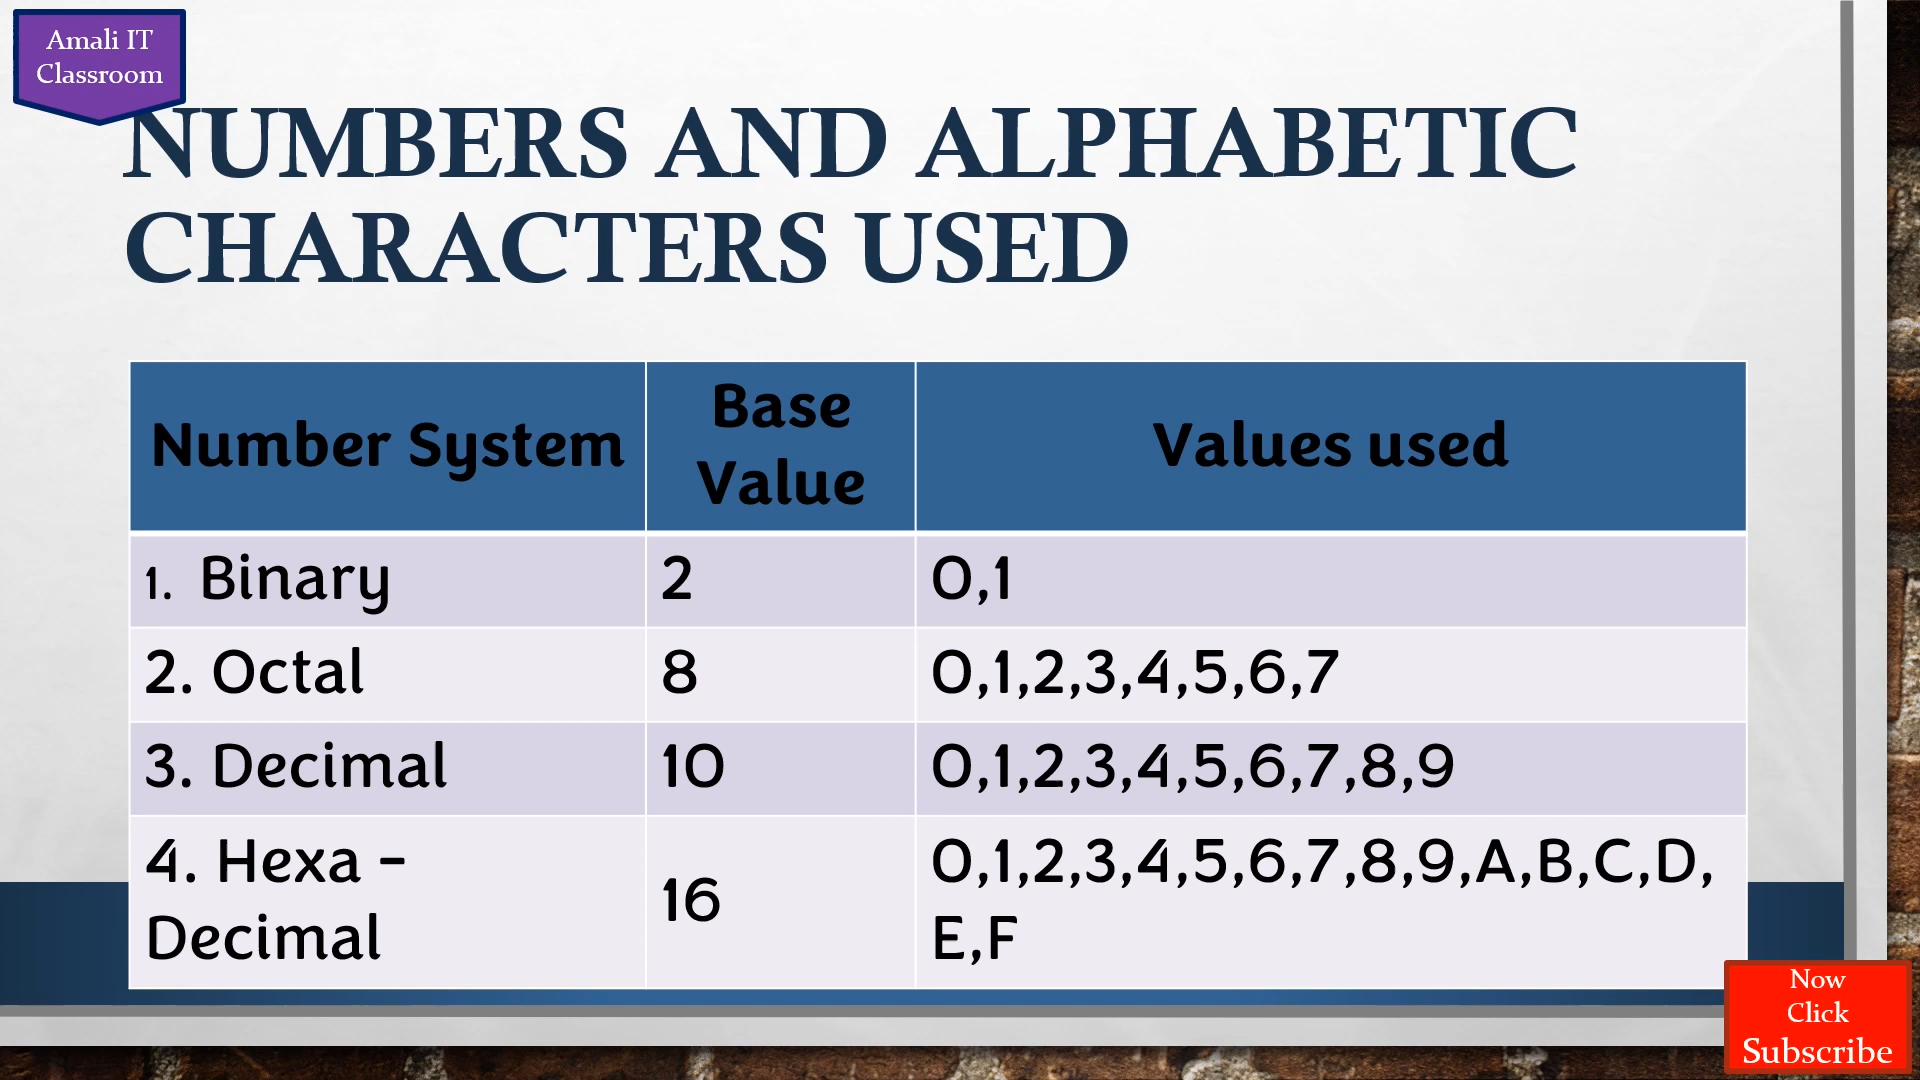 Amali IT
Classroom
NUMBERS AND ALPHABETIC
CHARACTERS USED
Number System
Base
Value
Values used
1. Binary
2
0,1
2. Octal
8
0,1,2,3,4,5,6,7
3. Decimal
10
0,1,2,3,4,5,6,7,8,9
4. Hexa –
Decimal
16
0,1,2,3,4,5,6,7,8,9,A,B,C,D,
E,F
Now
Click
Subscribe